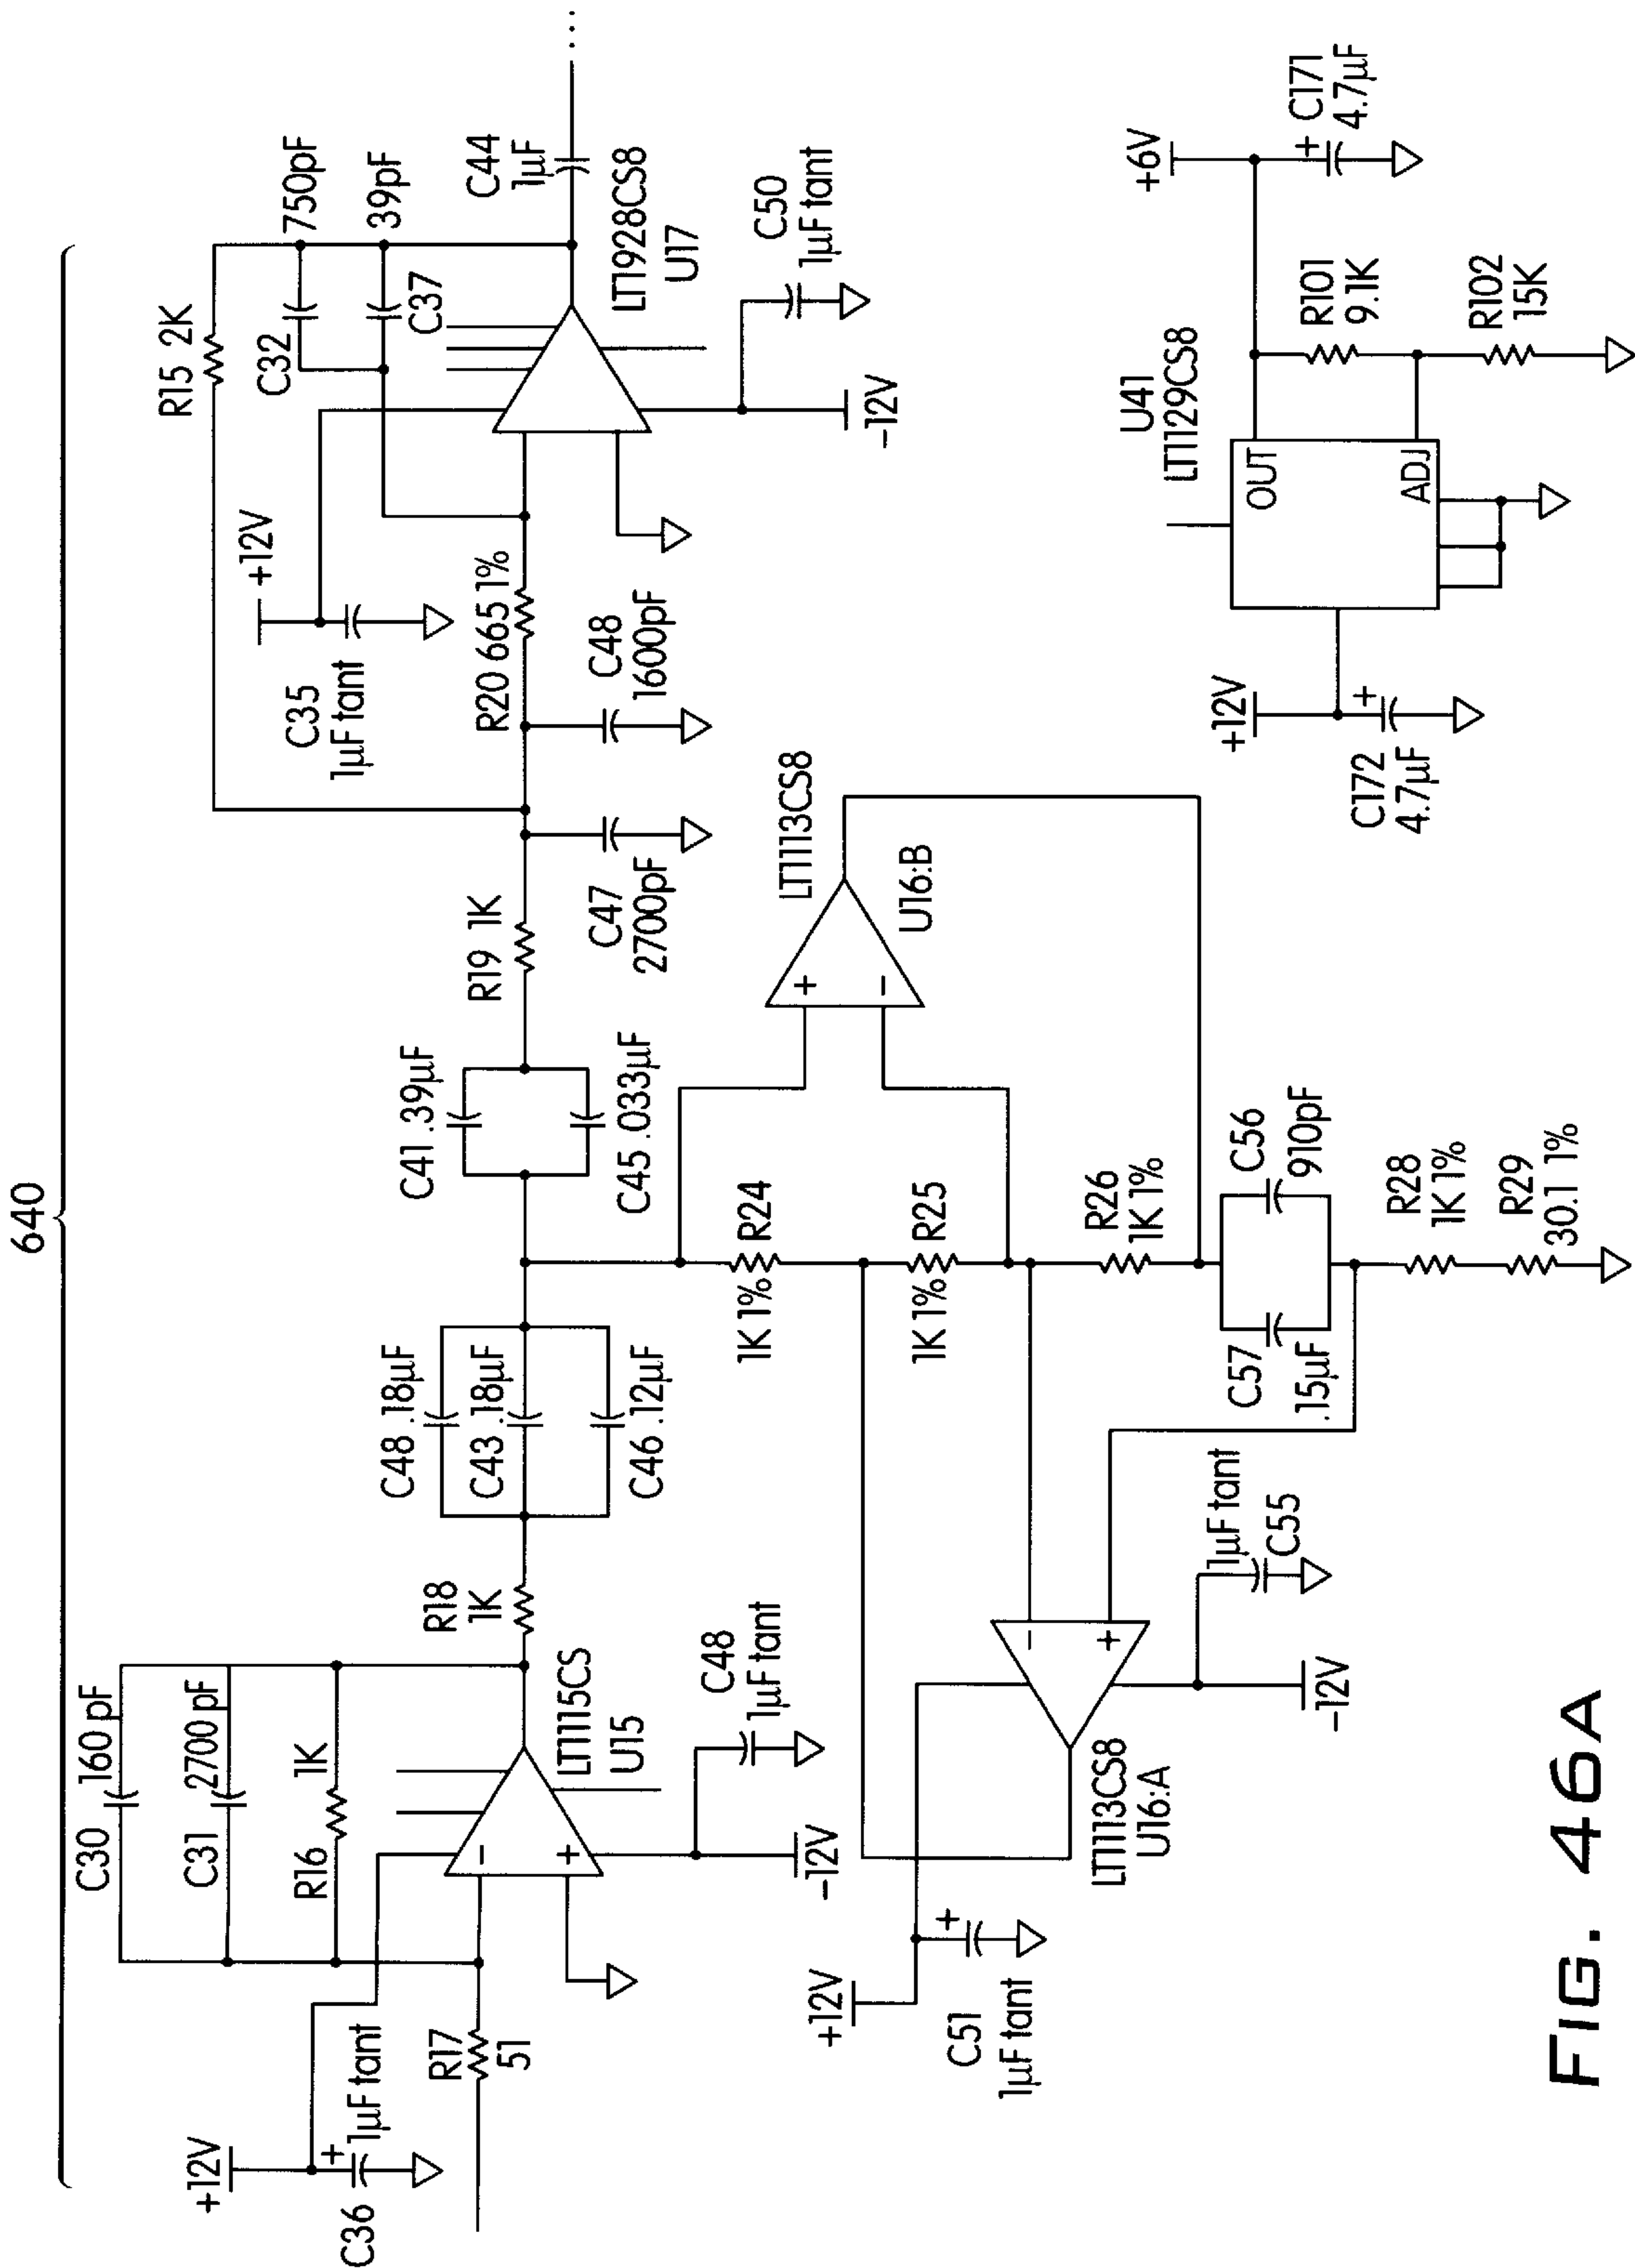 640
C30 160 pF
C31 2700 pF
R16 1K
+12V
C36
1µF tant
R17
51
LT1115CS
U15
-12V
C48
1µF tant
R18
1K
C48 .18µF
C43 .18µF
C46 .12µF
C41 .39µF
C45 .033µF
R19 1K
C47
2700pF
C48
1600pF
R20 665 1%
R15 2K
C35
1µF tant
+12V
C32
750pF
39pF
C37
LT1928CS8
U17
C44
1µF
...
C50
1µF tant
-12V
+12V
C51
1µF tant
LT1113CS8
U16:A
-
+
-12V
1µF tant
C55
1K 1%
R24
1K 1%
R25
R26
1K 1%
LT1113CS8
U16:B
+
-
C57
.15µF
C56
910pF
R28
1K 1%
R29
30.1 1%
+12V
C172
4.7µF
U41
LT1129CS8
OUT
ADJ
R101
9.1K
R102
15K
+6V
C171
4.7µF
FIG. 46A